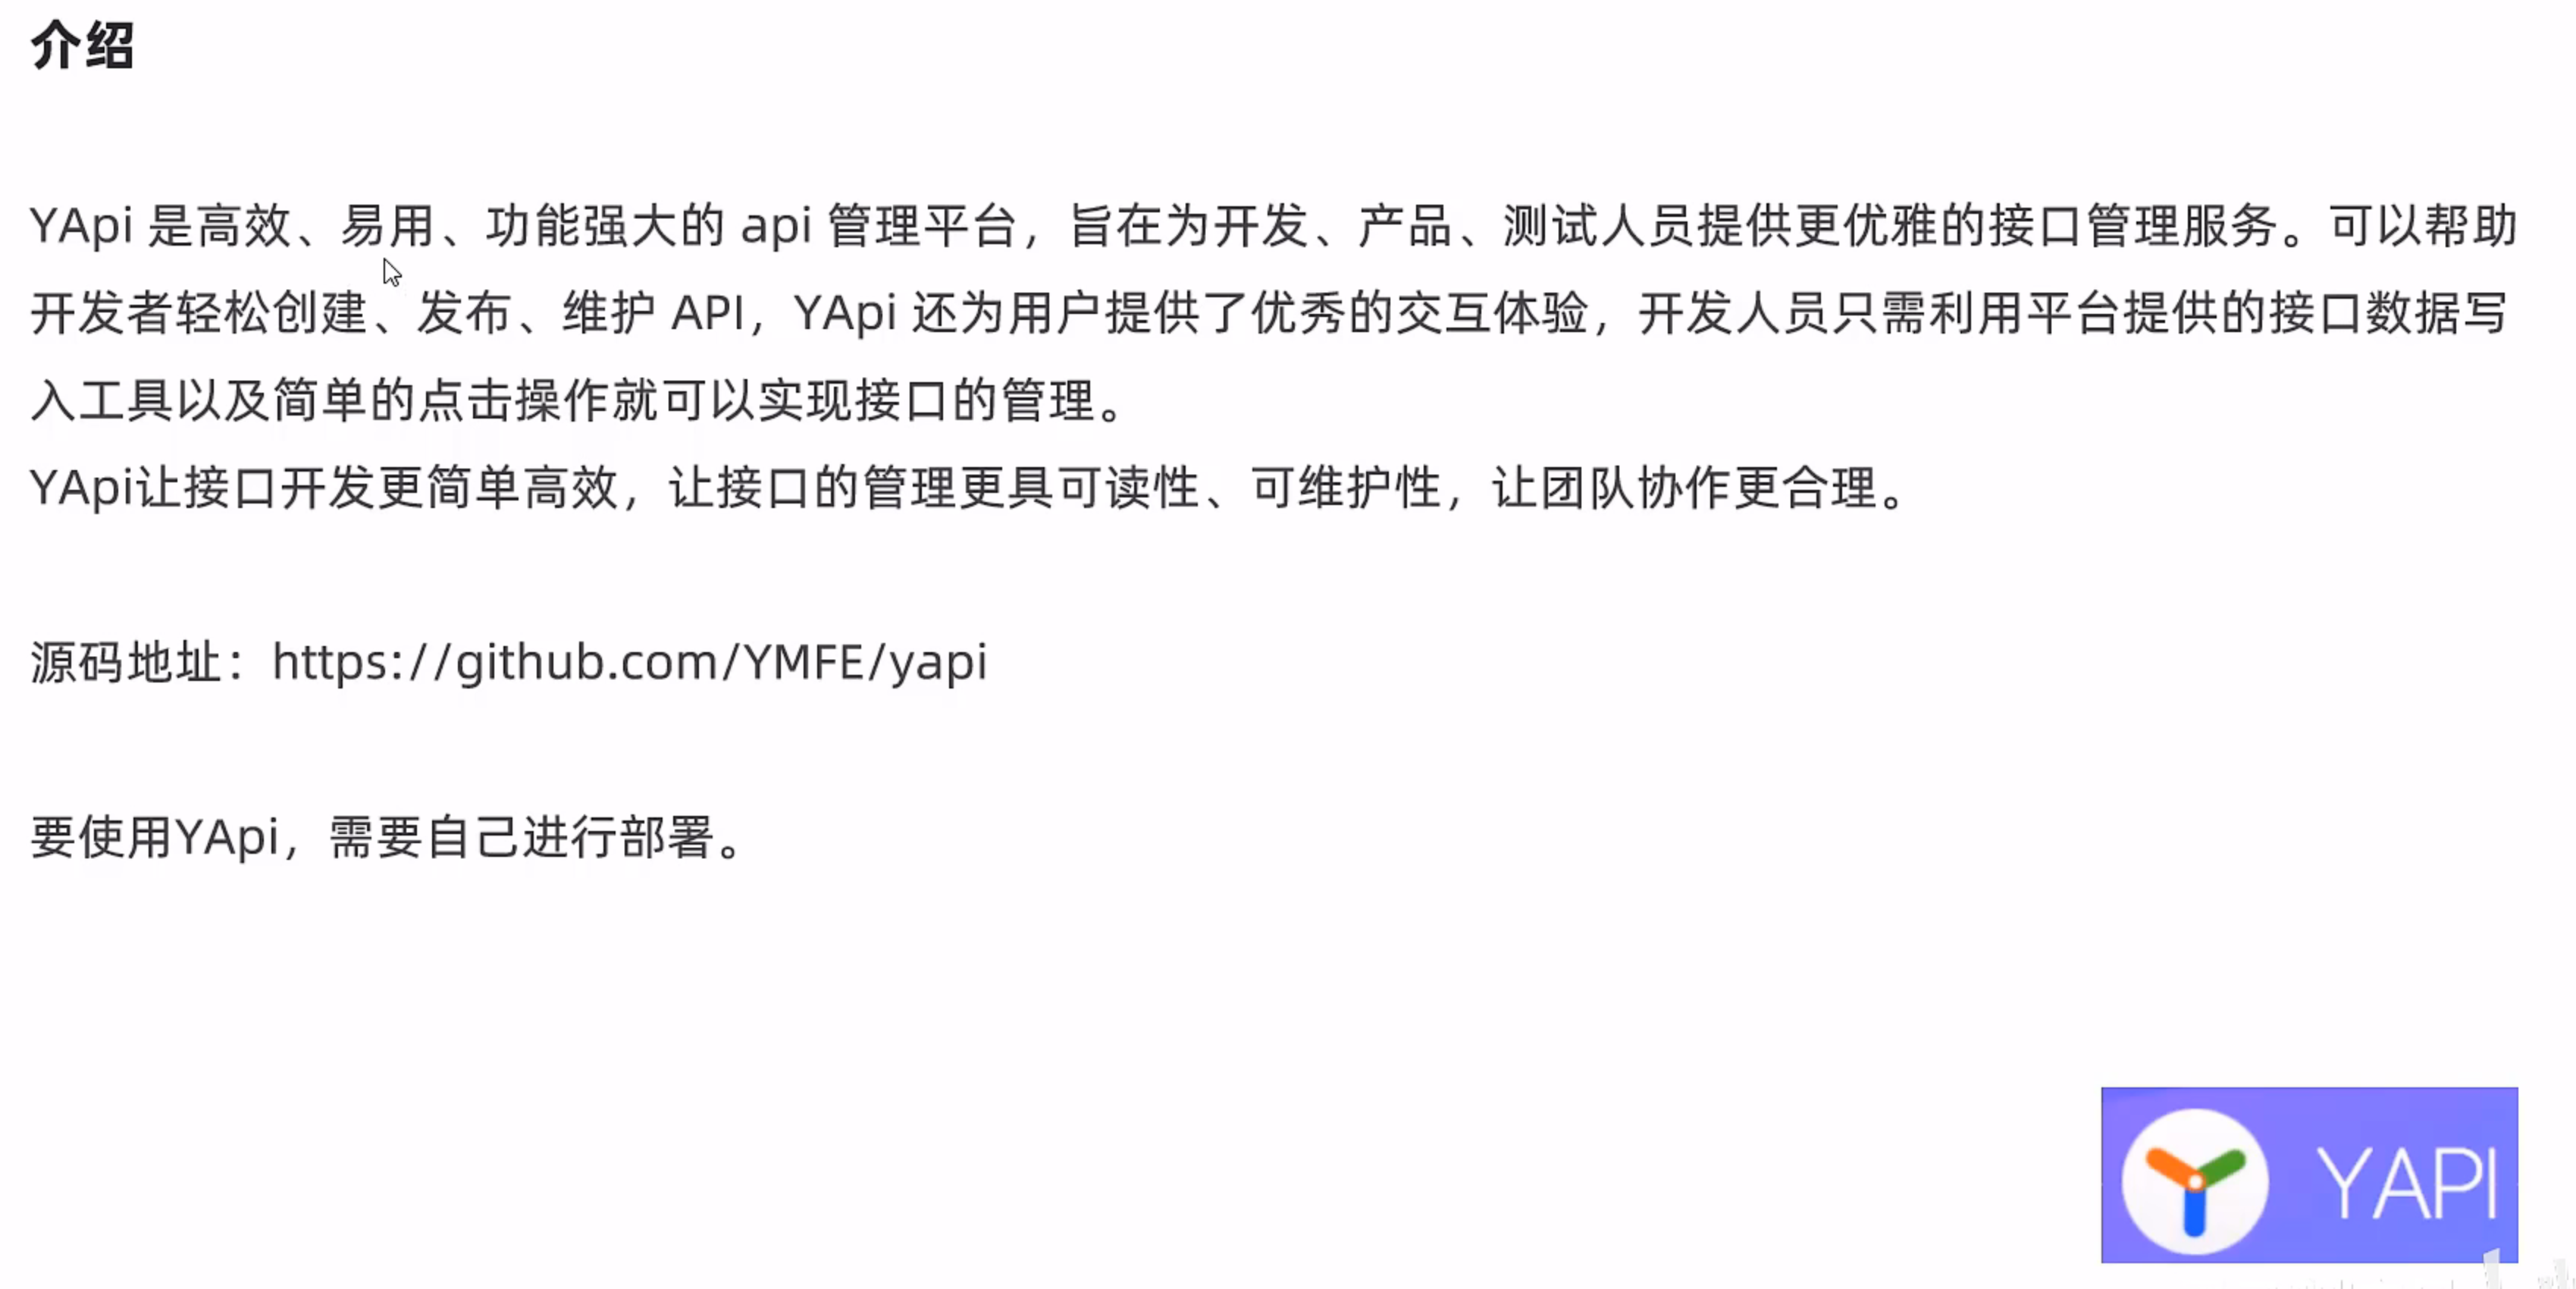 介绍
YApi 是高效、易用、功能强大的 api 管理平台，旨在为开发、产品、测试人员提供更优雅的接口管理服务。可以帮助
开发者轻松创建、发布、维护 API，YApi 还为用户提供了优秀的交互体验，开发人员只需利用平台提供的接口数据写
入工具以及简单的点击操作就可以实现接口的管理。
YApi让接口开发更简单高效，让接口的管理更具可读性、可维护性，让团队协作更合理。
源码地址：https://github.com/YMFE/yapi
要使用YApi，需要自己进行部署。
YAPI